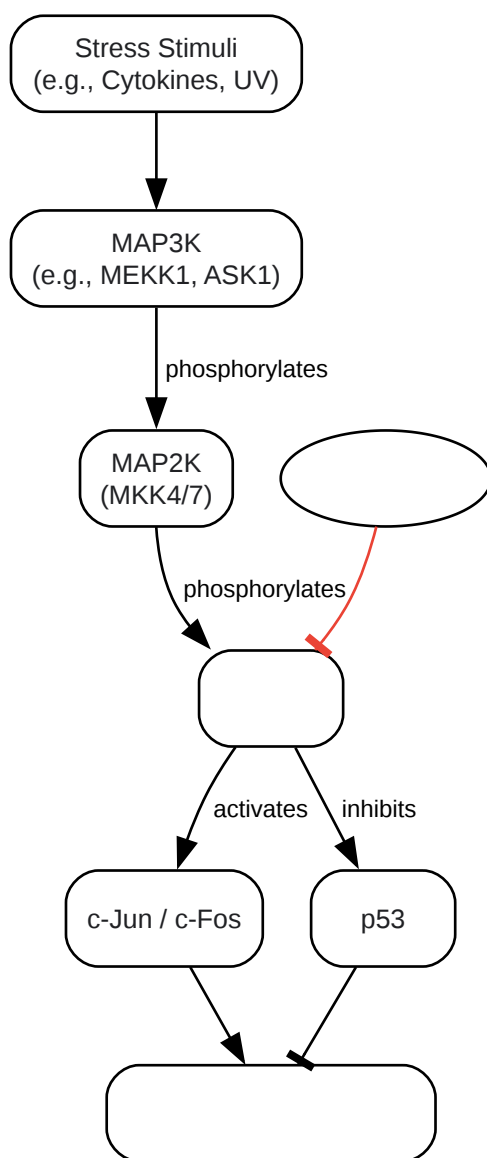 Stress Stimuli
(e.g., Cytokines, UV)
MAP3K
(e.g., MEKK1, ASK1)
phosphorylates
MAP2K
(MKK4/7)
phosphorylates
activates
inhibits
c-Jun / c-Fos
p53